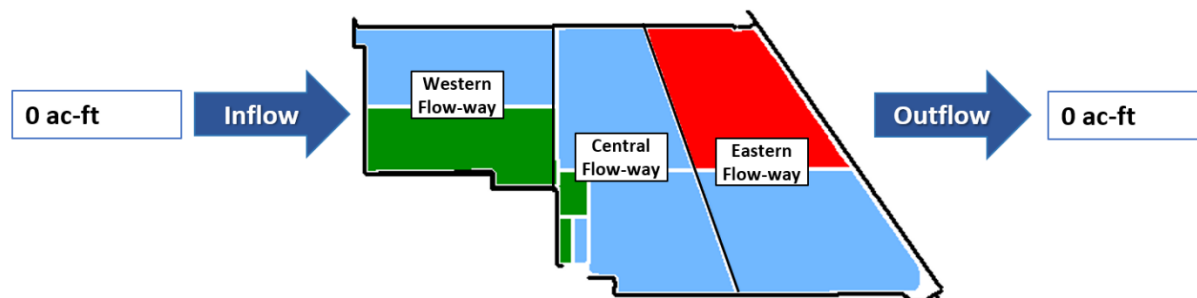 0 ac-ft
Inflow
Western
Flow-way
Central
Flow-way
Eastern
Flow-way
Outflow
0 ac-ft